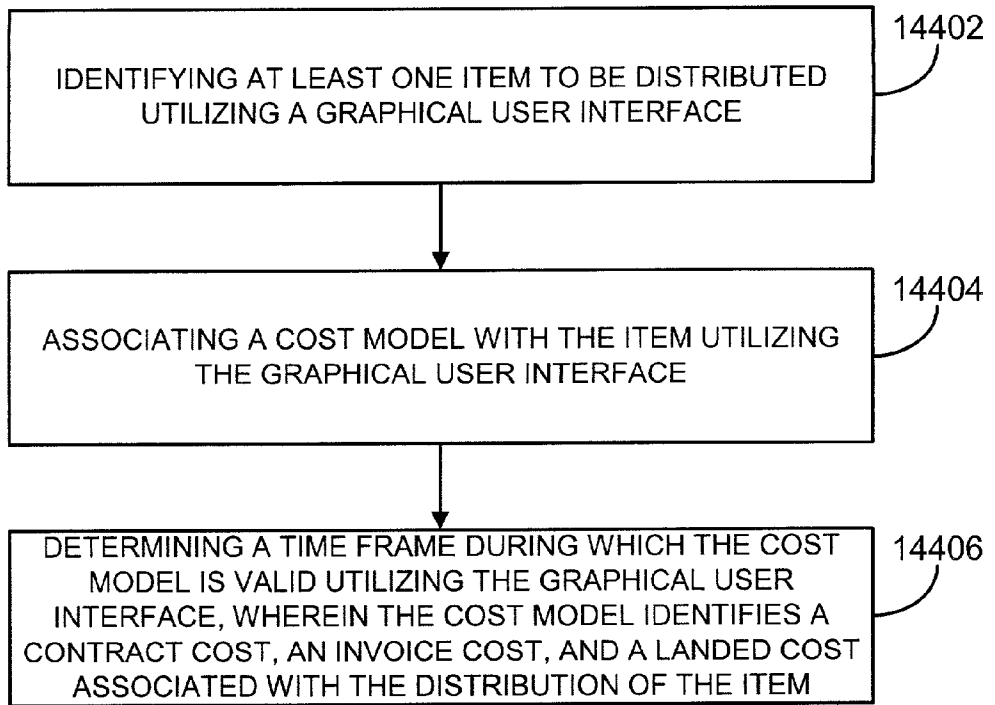 14402
IDENTIFYING AT LEAST ONE ITEM TO BE DISTRIBUTED
UTILIZING A GRAPHICAL USER INTERFACE
14404
ASSOCIATING A COST MODEL WITH THE ITEM UTILIZING
THE GRAPHICAL USER INTERFACE
14406
DETERMINING A TIME FRAME DURING WHICH THE COST
MODEL IS VALID UTILIZING THE GRAPHICAL USER
INTERFACE, WHEREIN THE COST MODEL IDENTIFIES A
CONTRACT COST, AN INVOICE COST, AND A LANDED COST
ASSOCIATED WITH THE DISTRIBUTION OF THE ITEM